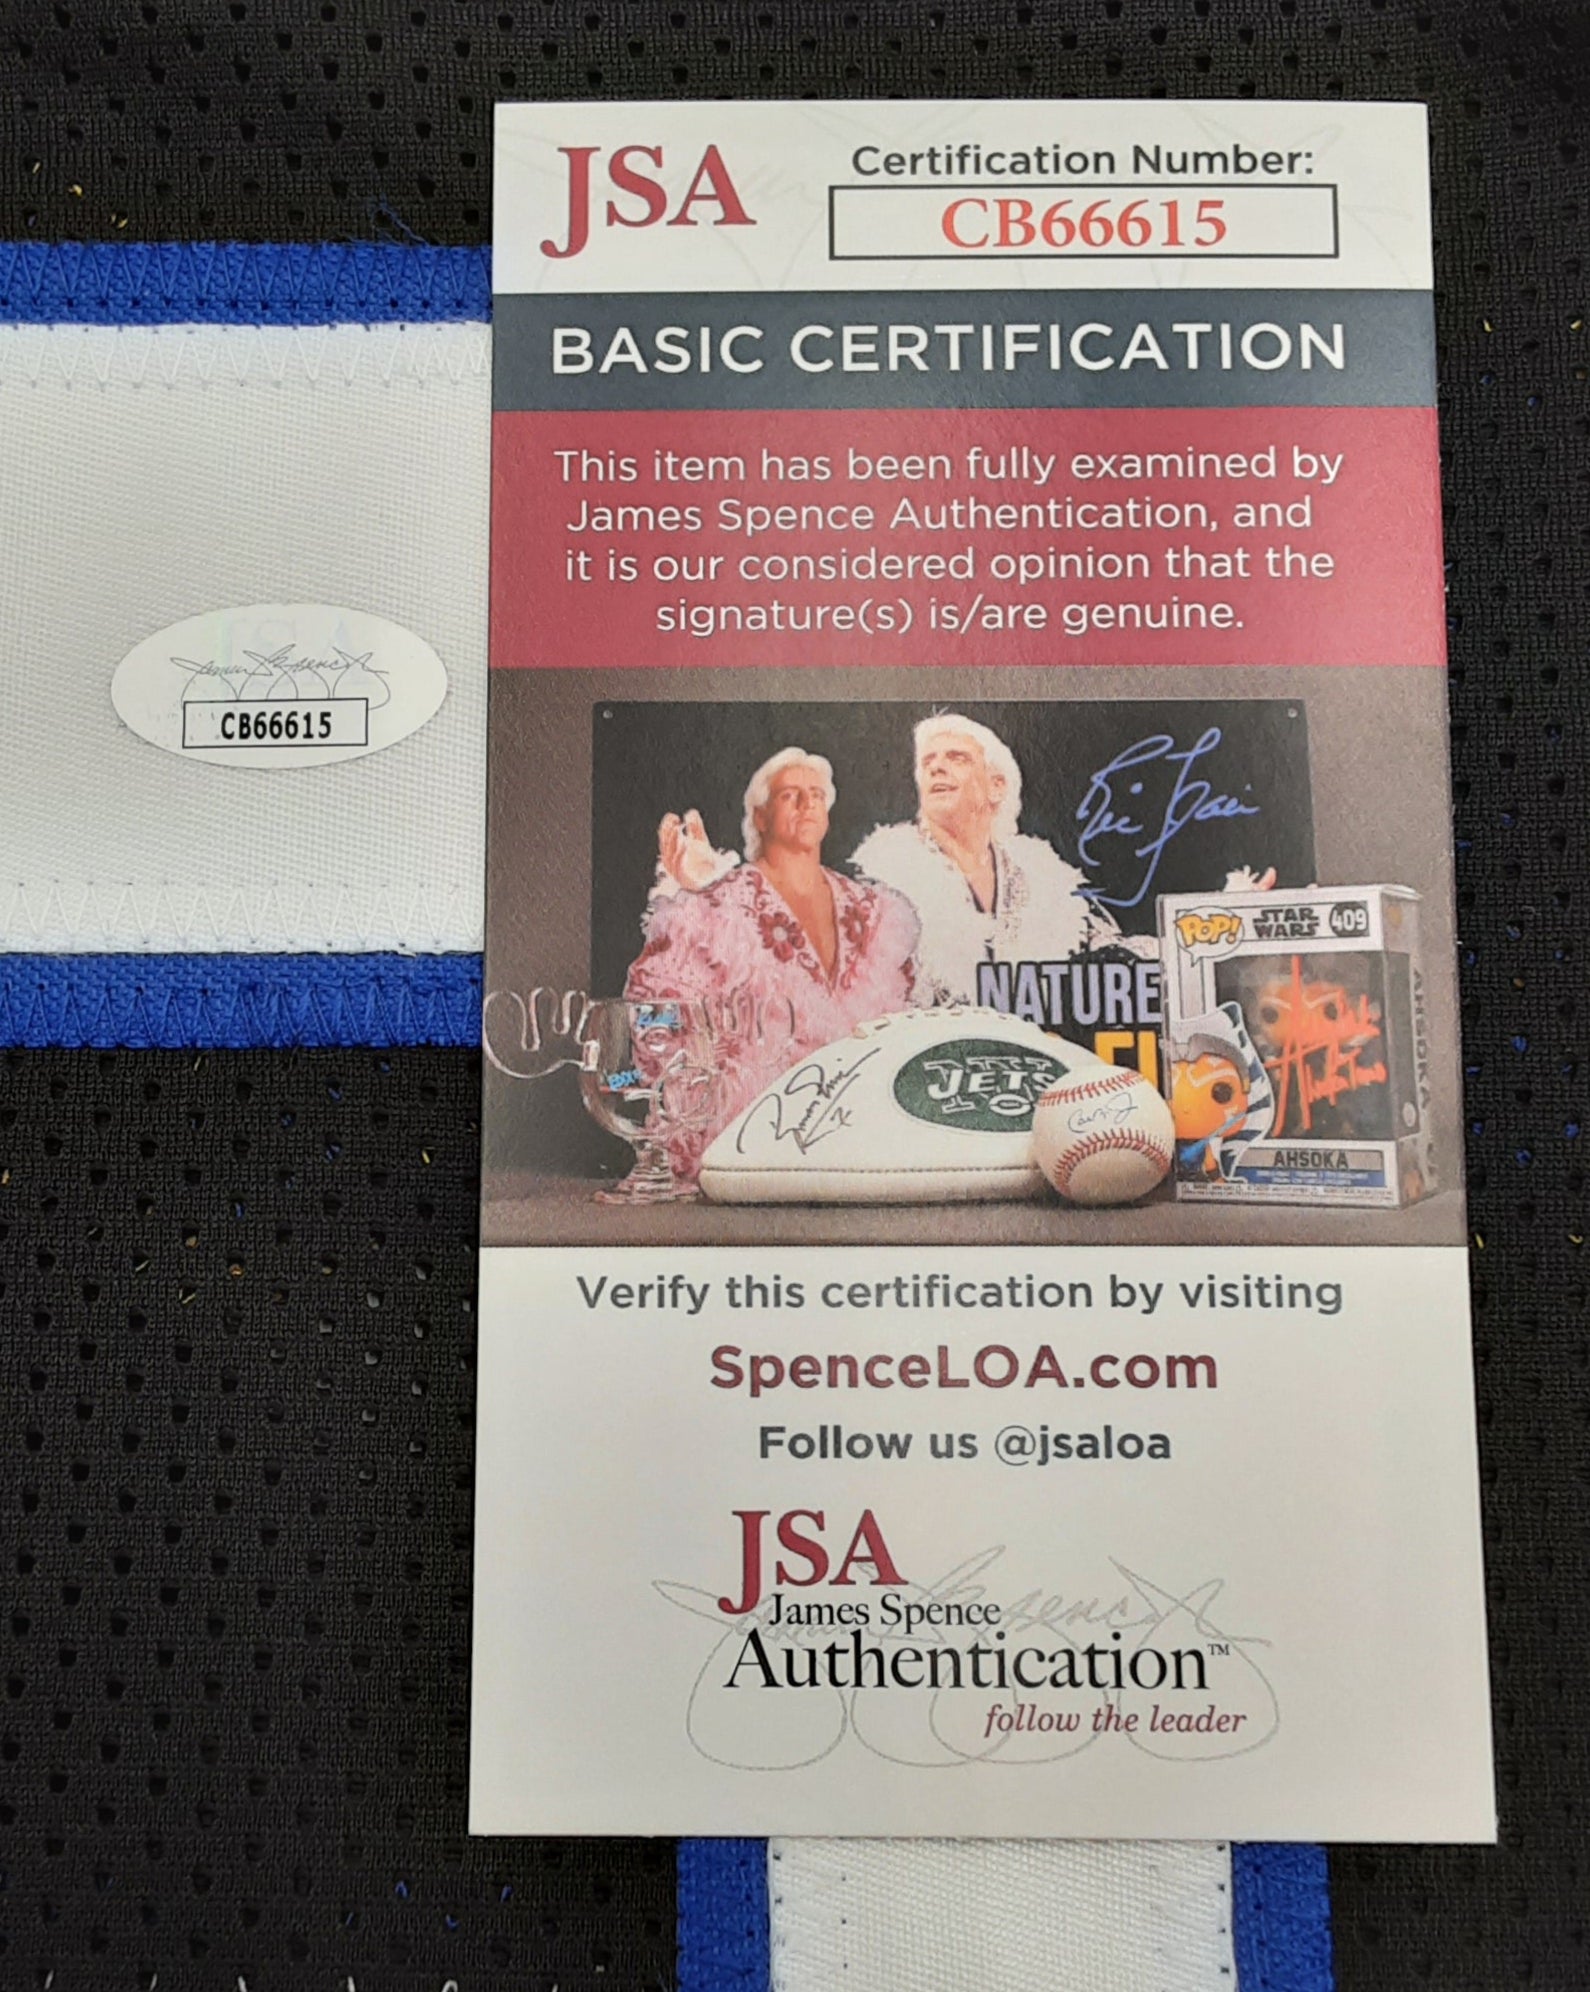 JSA
Certification Number:
CB66615
BASIC CERTIFICATION
This item has been fully examined by
James Spence Authentication, and
it is our considered opinion that the
signature(s) is/are genuine.
CB66615
POP!
STAR
WARS
409
NATURE
JETS
AHSOKA
AHSOKA
Verify this certification by visiting
SpenceLOA.com
Follow us @jsaloa
JSA
James Spence
Authentication™
follow the leader